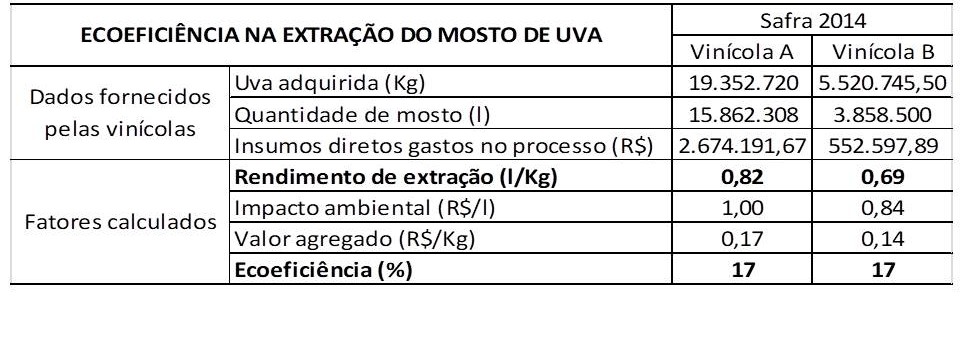 ECOEFICIÊNCIA NA EXTRAÇÃO DO MOSTO DE UVA Safra 2014
Vinícola A Vinícola B
Dados fornecidos pelas vinícolas
Uva adquirida (Kg) 19.352.720 5.520.745,50
Quantidade de mosto (l) 15.862.308 3.858.500
Insumos diretos gastos no processo (R$) 2.674.191,67 552.597,89
Fatores calculados
Rendimento de extração (l/Kg) 0,82 0,69
Impacto ambiental (R$/l) 1,00 0,84
Valor agregado (R$/Kg) 0,17 0,14
Ecoeficiência (%) 17 17